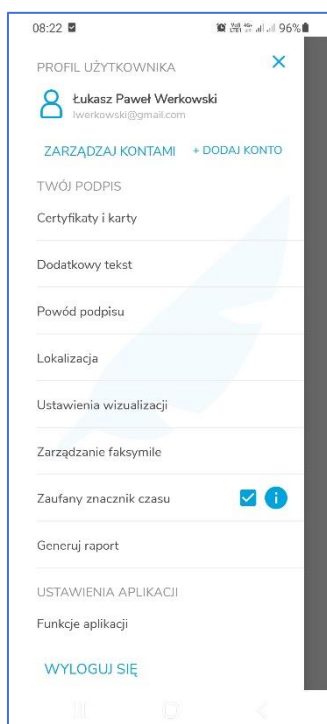 08:22 96%
PROFIL UŻYTKOWNIKA
Łukasz Paweł Werkowski
lwerkowski@gmail.com
ZARZĄDZAJ KONTAMI + DODAJ KONTO
TWÓJ PODPIS
Certyfikaty i karty
Dodatkowy tekst
Powód podpisu
Lokalizacja
Ustawienia wizualizacji
Zarządzanie faksymile
Zaufany znacznik czasu
Generuj raport
USTAWIENIA APLIKACJI
Funkcje aplikacji
WYLOGUJ SIĘ